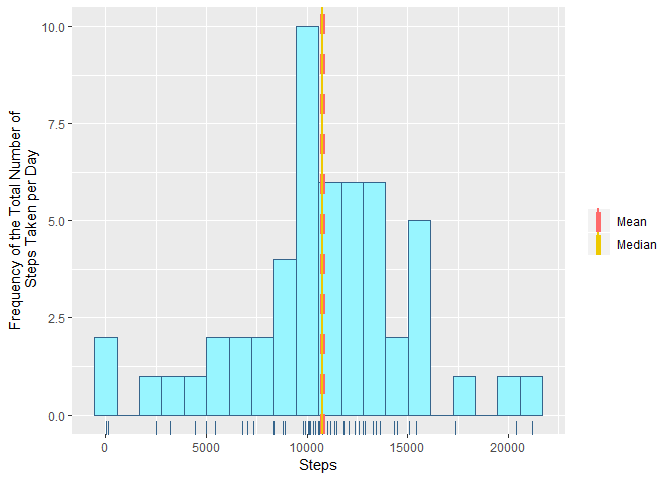 Frequency of the Total Number of
Steps Taken per Day
10.0
7.5
5.0
2.5
0.0
0
5000
10000
15000
20000
Steps
Mean
Median